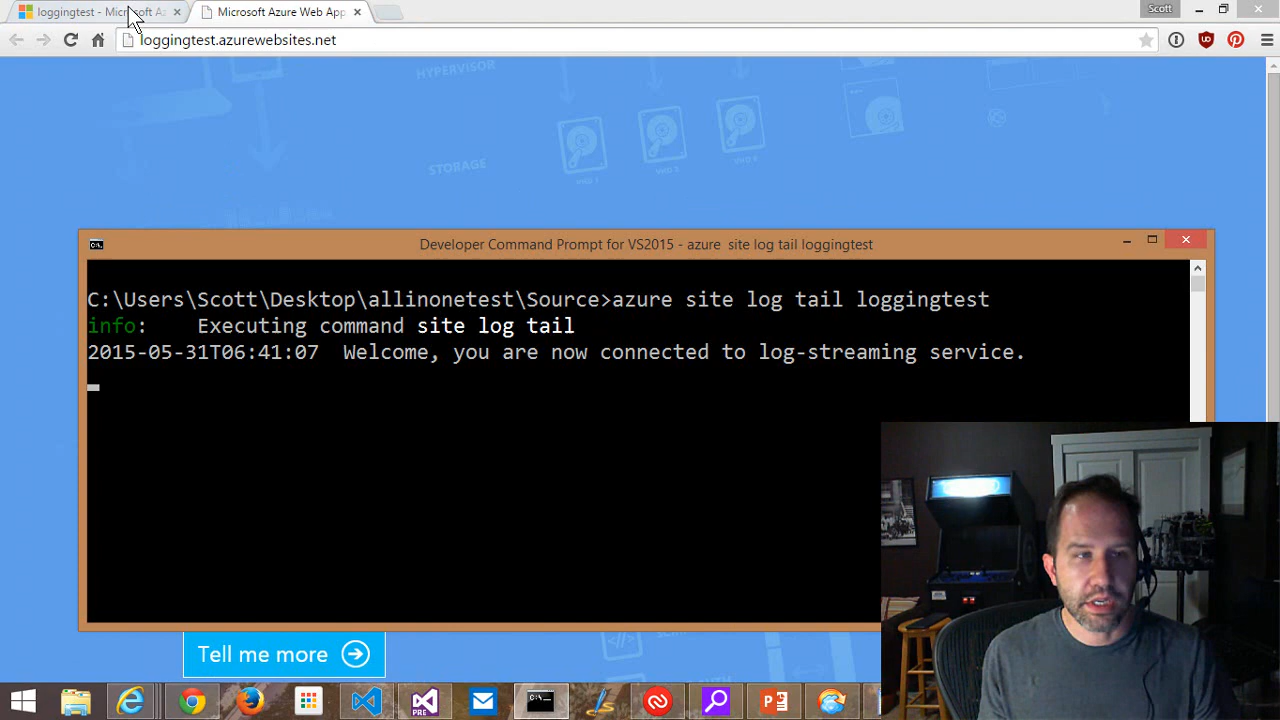 loggingtest - Microsoft Az
Microsoft Azure Web App
Scott
loggingtest.azurewebsites.net
HYPERVISOR
STORAGE
VHD 1
VHD 2
Developer Command Prompt for VS2015 - azure  site log tail loggingtest
C:\Users\Scott\Desktop\allinonetest\Source>azure site log tail loggingtest
info:    Executing command site log tail
2015-05-31T06:41:07  Welcome, you are now connected to log-streaming service.
Tell me more
PRE